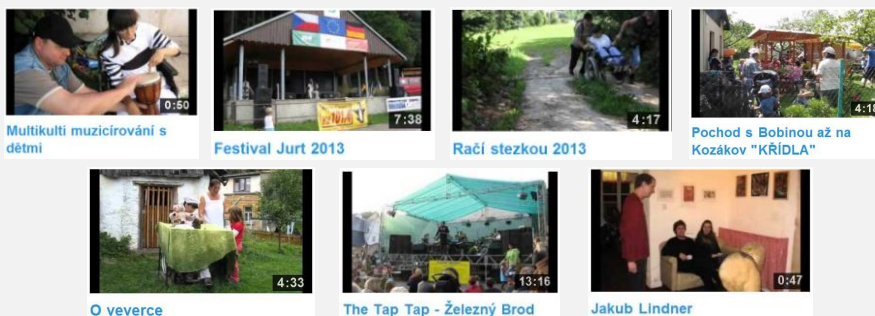 0:50
7:38
4:17
4:18
Multikulti muzicírování s
dětmi
Festival Jurt 2013
Račí stezkou 2013
Pochod s Bobinou až na
Kozákov "KŘÍDLA"
4:33
13:16
0:47
O veverce
The Tap Tap - Železný Brod
Jakub Lindner